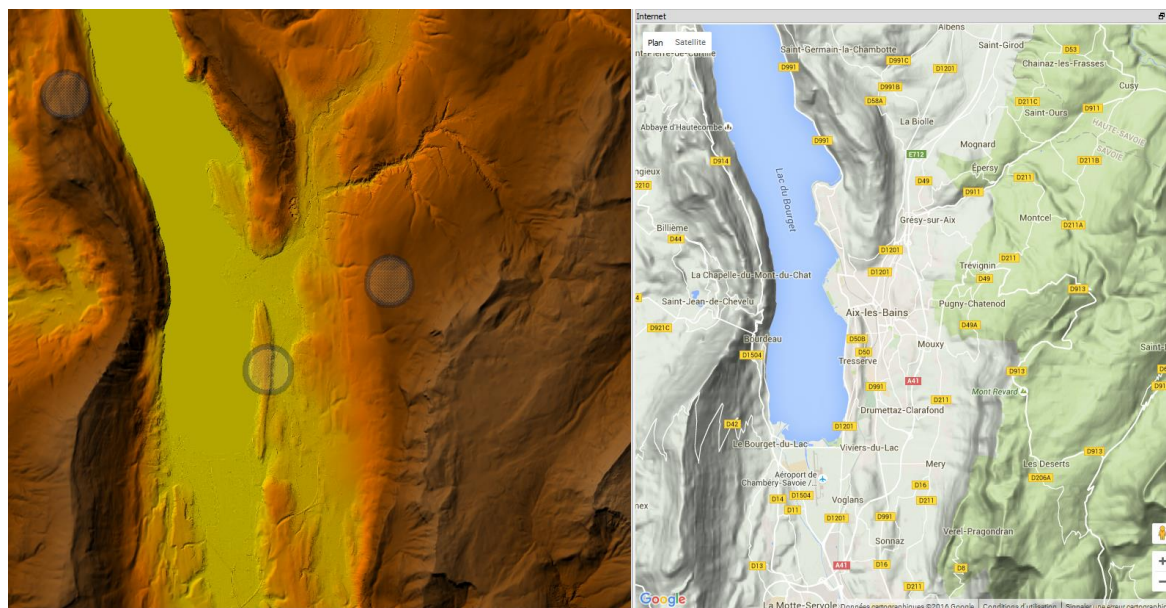 Internet
Plan Satellite
Albens
Saint-Germain-la-Chambotte
Saint-Girod
D53
D991
D991C
D1201
Chainaz-les-Frasses
Cusy
D991B
D58A
D211C
D911
Saint-Ours
La Biolle
HAUTE-SAVOIE
SAVOIE
Abbaye d'Hautecombe
D991
Mognard
E712
D211B
D914
Lac du Bourget
Épersy
D211
D49
D911
Montcel
Grésy-sur-Aix
D211A
Billième
D44
D1201
D211
La Chapelle-du-Mont-du-Chat
D1201
Trévignin
D49
D913
Saint-Jean-de-Chevelu
Pugny-Chatenod
Aix-les-Bains
D921C
D49A
Bourdeau
D50B
Mouxy
D1504
D50
Tresserve
D913
A41
D991
Mont Revard
D211
Drumettaz-Clarafond
D42
D1201
Le Bourget-du-Lac
Viviers-du-Lac
D913
Mery
Les Deserts
Aéroport de
Chambéry-Savoie /...
D16
D206A
D14
D1504
Voglans
D211
D11
D1201
D991
Verel-Pragondran
Sonnaz
D13
A41
D16
D8
D211
Google
La Motte-Servolex
Données cartographiques ©2016 Google
Conditions d'utilisation